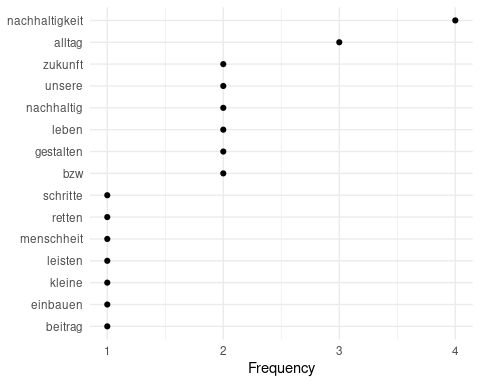 nachhaltigkeit
alltag
zukunft
unsere
nachhaltig
leben
gestalten
bzw
schritte
retten
menschheit
leisten
kleine
einbauen
beitrag
1 2 3 4
Frequency